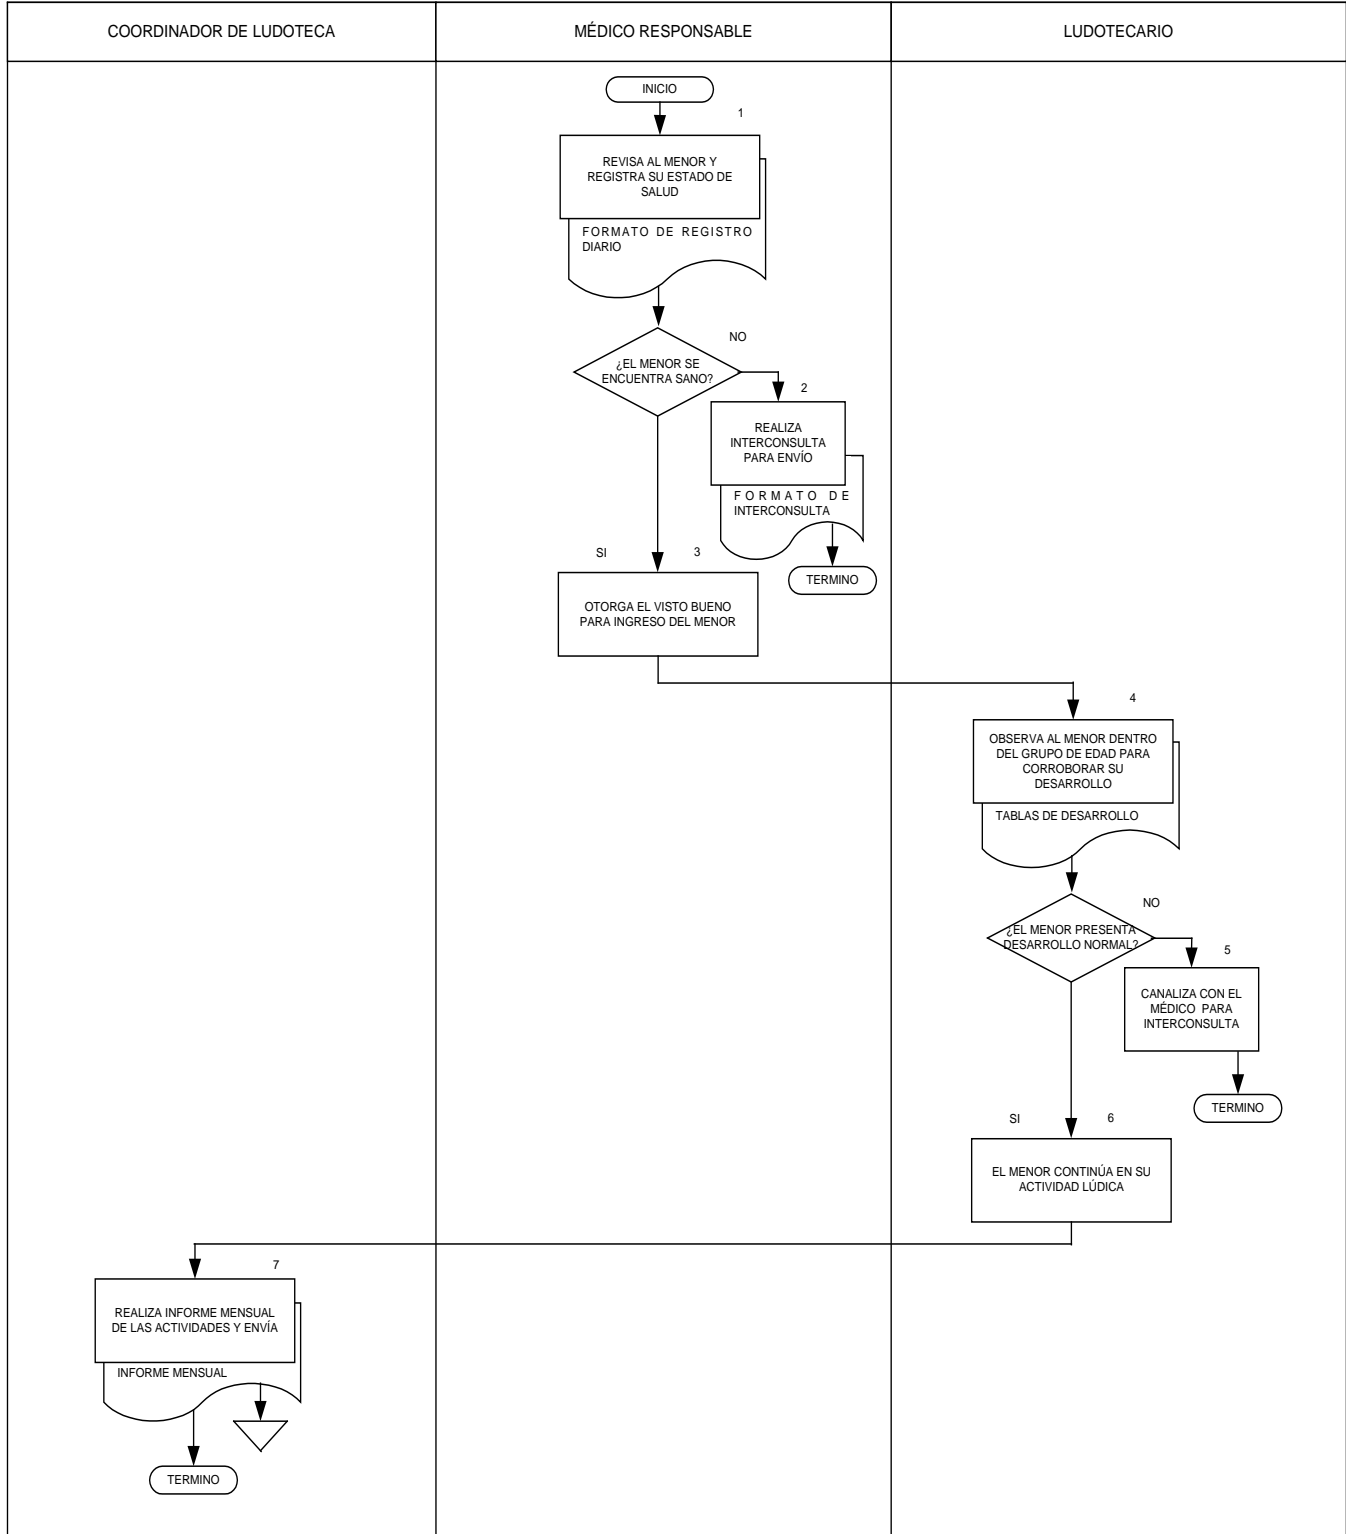 COORDINADOR DE LUDOTECA
MÉDICO RESPONSABLE
LUDOTECARIO
INICIO
1
REVISA AL MENOR Y
REGISTRA SU ESTADO DE
SALUD
FORMATO DE REGISTRO
DIARIO
NO
¿EL MENOR SE
ENCUENTRA SANO?
2
REALIZA
INTERCONSULTA
PARA ENVÍO
FORMATO DE
INTERCONSULTA
TERMINO
SI
3
OTORGA EL VISTO BUENO
PARA INGRESO DEL MENOR
4
OBSERVA AL MENOR DENTRO
DEL GRUPO DE EDAD PARA
CORROBORAR SU
DESARROLLO
TABLAS DE DESARROLLO
NO
¿EL MENOR PRESENTA
DESARROLLO NORMAL?
5
CANALIZA CON EL
MÉDICO PARA
INTERCONSULTA
TERMINO
SI
6
EL MENOR CONTINÚA EN SU
ACTIVIDAD LÚDICA
7
REALIZA INFORME MENSUAL
DE LAS ACTIVIDADES Y ENVÍA
INFORME MENSUAL
TERMINO